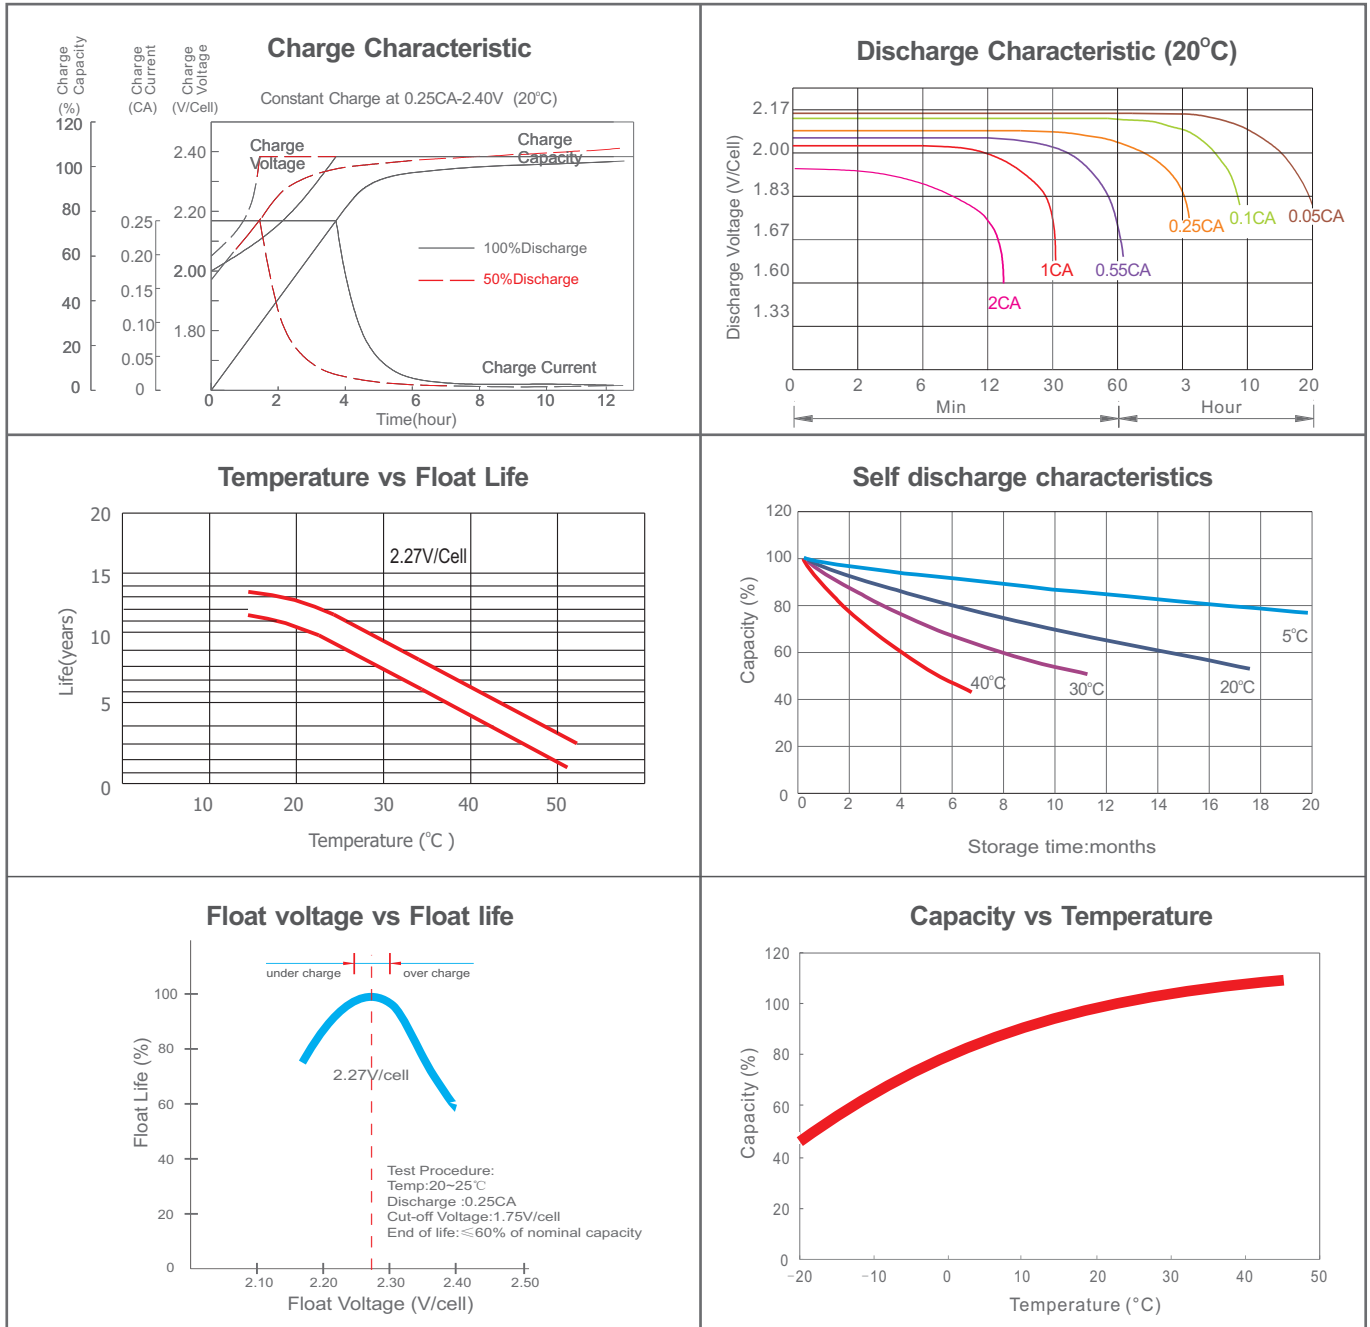 Charge Characteristic
Charge
Capacity
(%)
Charge
Current
(CA)
Charge
Voltage
(V/Cell)
Constant Charge at 0.25CA-2.40V (20°C)
120
100
80
60
40
20
0
0.25
0.20
0.15
0.10
0.05
0
2.40
2.20
2.00
1.80
Charge
Voltage
Charge
Capacity
100%Discharge
50%Discharge
Charge Current
0 2 4 6 8 10 12
Time(hour)
Discharge Characteristic (20°C)
Discharge Voltage (V/Cell)
2.17
2.00
1.83
1.67
1.60
1.33
2CA
1CA
0.55CA
0.25CA
0.1CA
0.05CA
0 2 6 12 30 60 3 10 20
Min Hour
Temperature vs Float Life
Life(years)
20
15
10
5
0
2.27V/Cell
10 20 30 40 50
Temperature (°C )
Self discharge characteristics
Capacity (%)
120
100
80
60
40
20
0
5°C
40°C
30°C
20°C
0 2 4 6 8 10 12 14 16 18 20
Storage time:months
Float voltage vs Float life
under charge
over charge
Float Life (%)
100
80
60
40
20
0
2.27V/cell
Test Procedure:
Temp:20~25℃
Discharge :0.25CA
Cut-off Voltage:1.75V/cell
End of life:≤60% of nominal capacity
2.10 2.20 2.30 2.40 2.50
Float Voltage (V/cell)
Capacity vs Temperature
Capacity (%)
120
100
80
60
40
20
0
−20 −10 0 10 20 30 40 50
Temperature (°C)